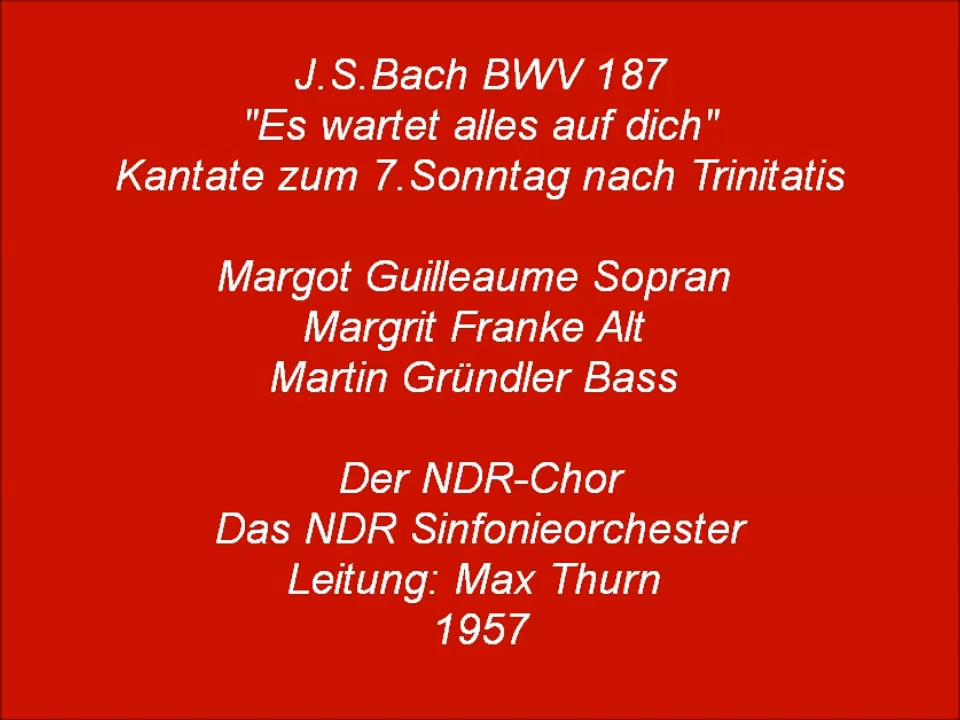 J.S.Bach BWV 187
"Es wartet alles auf dich"
Kantate zum 7.Sonntag nach Trinitatis
Margot Guilleaume Sopran
Margrit Franke Alt
Martin Gründler Bass
Der NDR-Chor
Das NDR Sinfonieorchester
Leitung: Max Thurn
1957